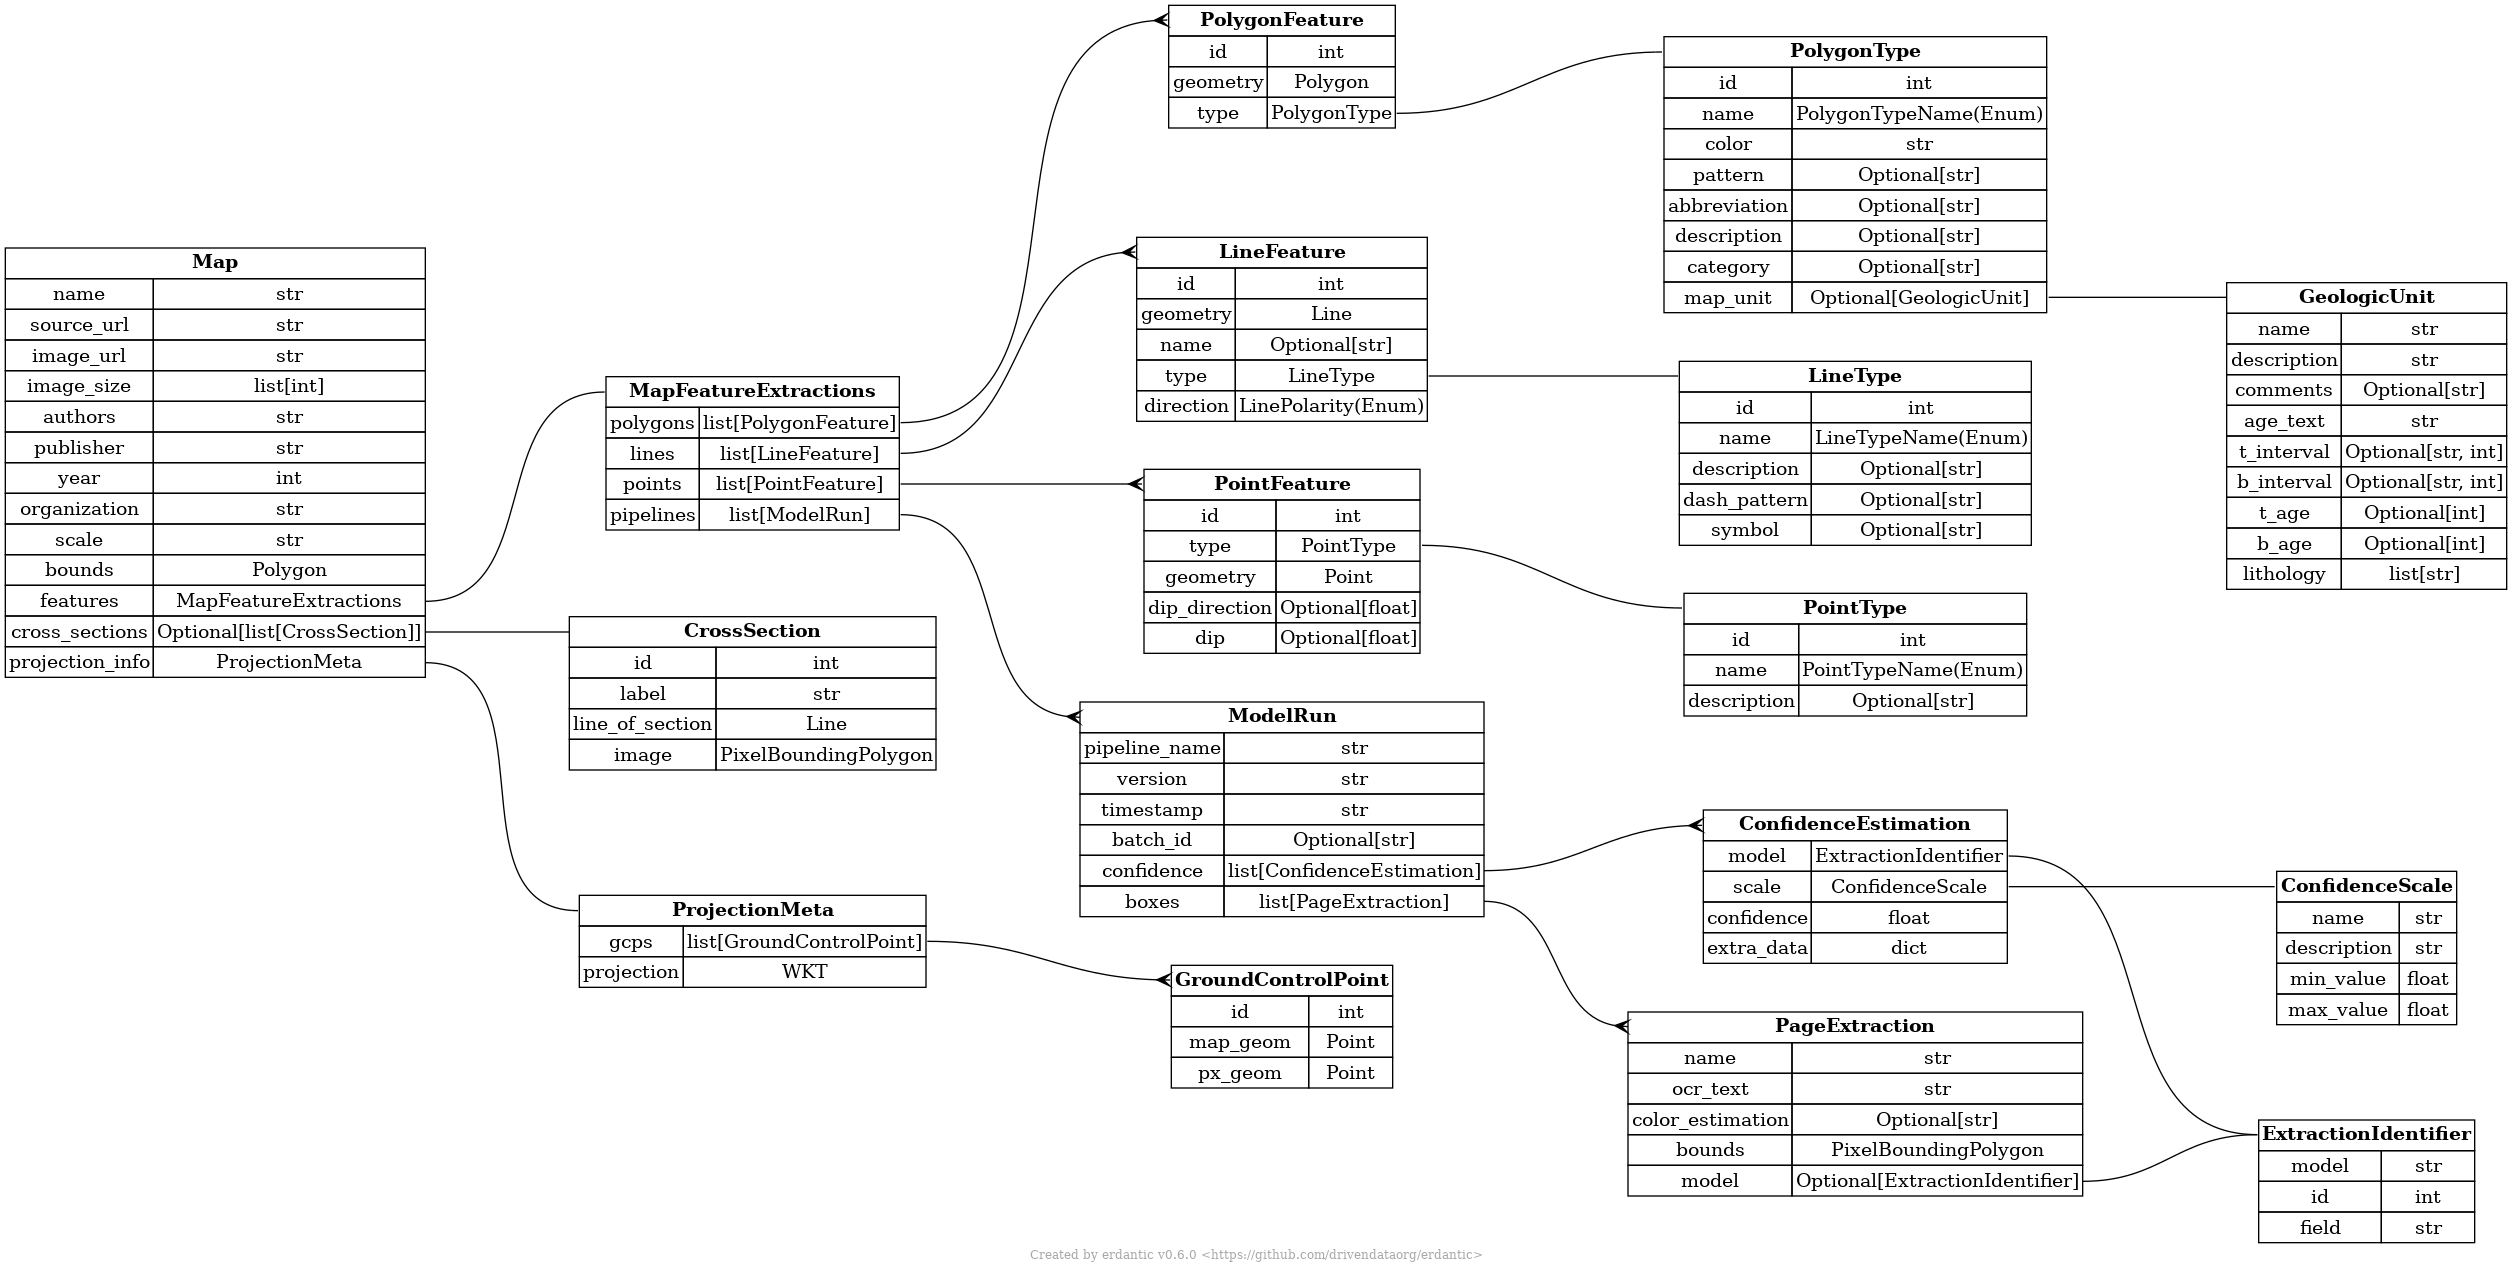 Map
name str
source_url str
image_url str
image_size list[int]
authors str
publisher str
year int
organization str
scale str
bounds Polygon
features MapFeatureExtractions
cross_sections Optional[list[CrossSection]]
projection_info ProjectionMeta
MapFeatureExtractions
polygons list[PolygonFeature]
lines list[LineFeature]
points list[PointFeature]
pipelines list[ModelRun]
CrossSection
id int
label str
line_of_section Line
image PixelBoundingPolygon
ProjectionMeta
gcps list[GroundControlPoint]
projection WKT
PolygonFeature
id int
geometry Polygon
type PolygonType
LineFeature
id int
geometry Line
name Optional[str]
type LineType
direction LinePolarity(Enum)
PointFeature
id int
type PointType
geometry Point
dip_direction Optional[float]
dip Optional[float]
ModelRun
pipeline_name str
version str
timestamp str
batch_id Optional[str]
confidence list[ConfidenceEstimation]
boxes list[PageExtraction]
GroundControlPoint
id int
map_geom Point
px_geom Point
PolygonType
id int
name PolygonTypeName(Enum)
color str
pattern Optional[str]
abbreviation Optional[str]
description Optional[str]
category Optional[str]
map_unit Optional[GeologicUnit]
LineType
id int
name LineTypeName(Enum)
description Optional[str]
dash_pattern Optional[str]
symbol Optional[str]
PointType
id int
name PointTypeName(Enum)
description Optional[str]
ConfidenceEstimation
model ExtractionIdentifier
scale ConfidenceScale
confidence float
extra_data dict
PageExtraction
name str
ocr_text str
color_estimation Optional[str]
bounds PixelBoundingPolygon
model Optional[ExtractionIdentifier]
GeologicUnit
name str
description str
comments Optional[str]
age_text str
t_interval Optional[str, int]
b_interval Optional[str, int]
t_age Optional[int]
b_age Optional[int]
lithology list[str]
ConfidenceScale
name str
description str
min_value float
max_value float
ExtractionIdentifier
model str
id int
field str
Created by erdantic v0.6.0 <https://github.com/drivendataorg/erdantic>